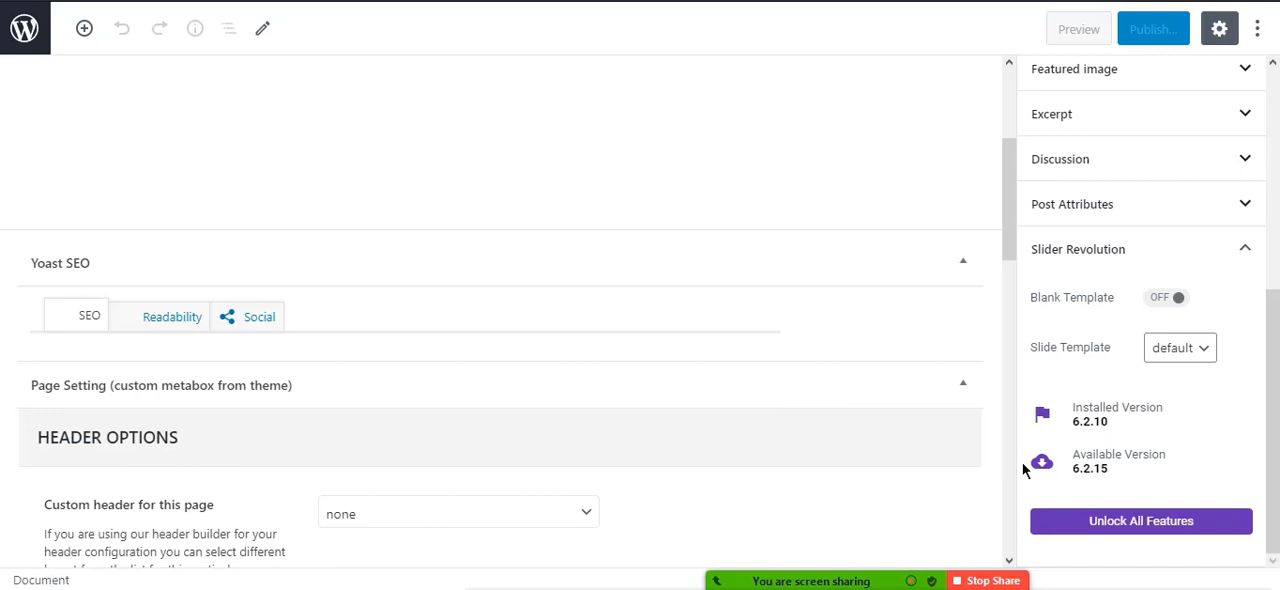 Preview
Publish...
Featured image
Excerpt
Discussion
Post Attributes
Slider Revolution
Blank Template
OFF
Slide Template
default
Installed Version
6.2.10
Available Version
6.2.15
Unlock All Features
Yoast SEO
SEO
Readability
Social
Page Setting (custom metabox from theme)
HEADER OPTIONS
Custom header for this page
none
If you are using our header builder for your
header configuration you can select different
Document
You are screen sharing
Stop Share